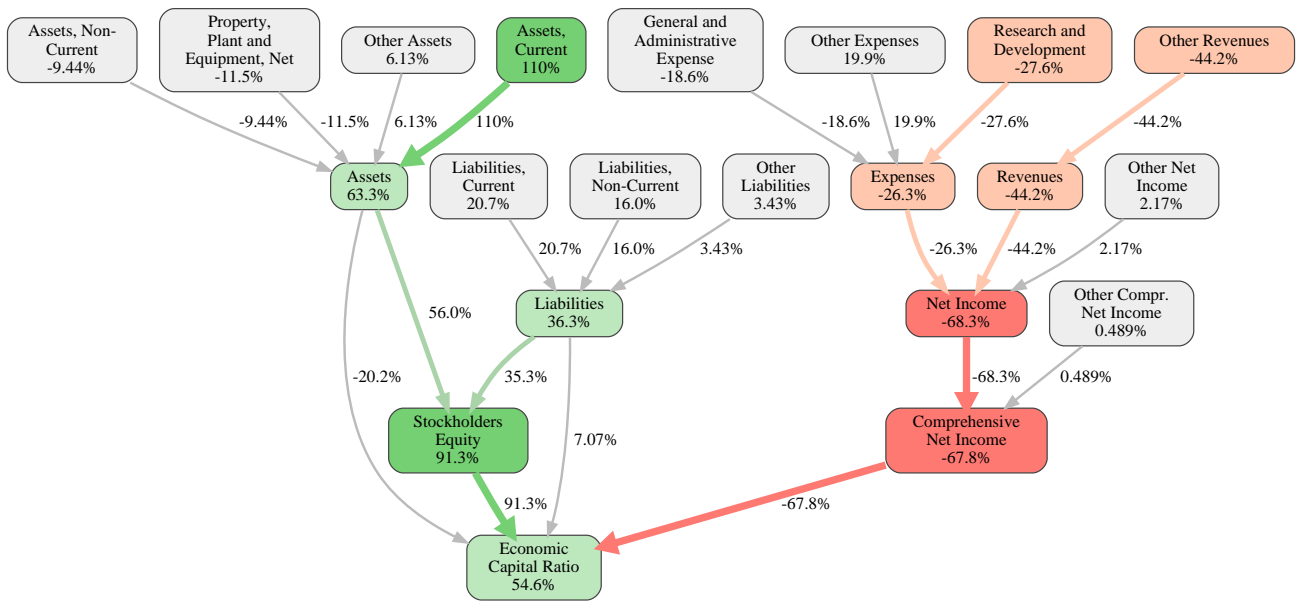 Assets, Non-
Current
-9.44%
Property,
Plant and
Equipment, Net
-11.5%
Other Assets
6.13%
Assets,
Current
110%
General and
Administrative
Expense
-18.6%
Other Expenses
19.9%
Research and
Development
-27.6%
Other Revenues
-44.2%
-9.44%
-11.5%
6.13%
110%
-18.6%
19.9%
-27.6%
-44.2%
Assets
63.3%
Liabilities,
Current
20.7%
Liabilities,
Non-Current
16.0%
Other
Liabilities
3.43%
Expenses
-26.3%
Revenues
-44.2%
Other Net
Income
2.17%
20.7%
16.0%
3.43%
-26.3%
-44.2%
2.17%
56.0%
Liabilities
36.3%
Net Income
-68.3%
Other Compr.
Net Income
0.489%
-20.2%
35.3%
-68.3%
0.489%
Stockholders
Equity
91.3%
7.07%
Comprehensive
Net Income
-67.8%
91.3%
-67.8%
Economic
Capital Ratio
54.6%